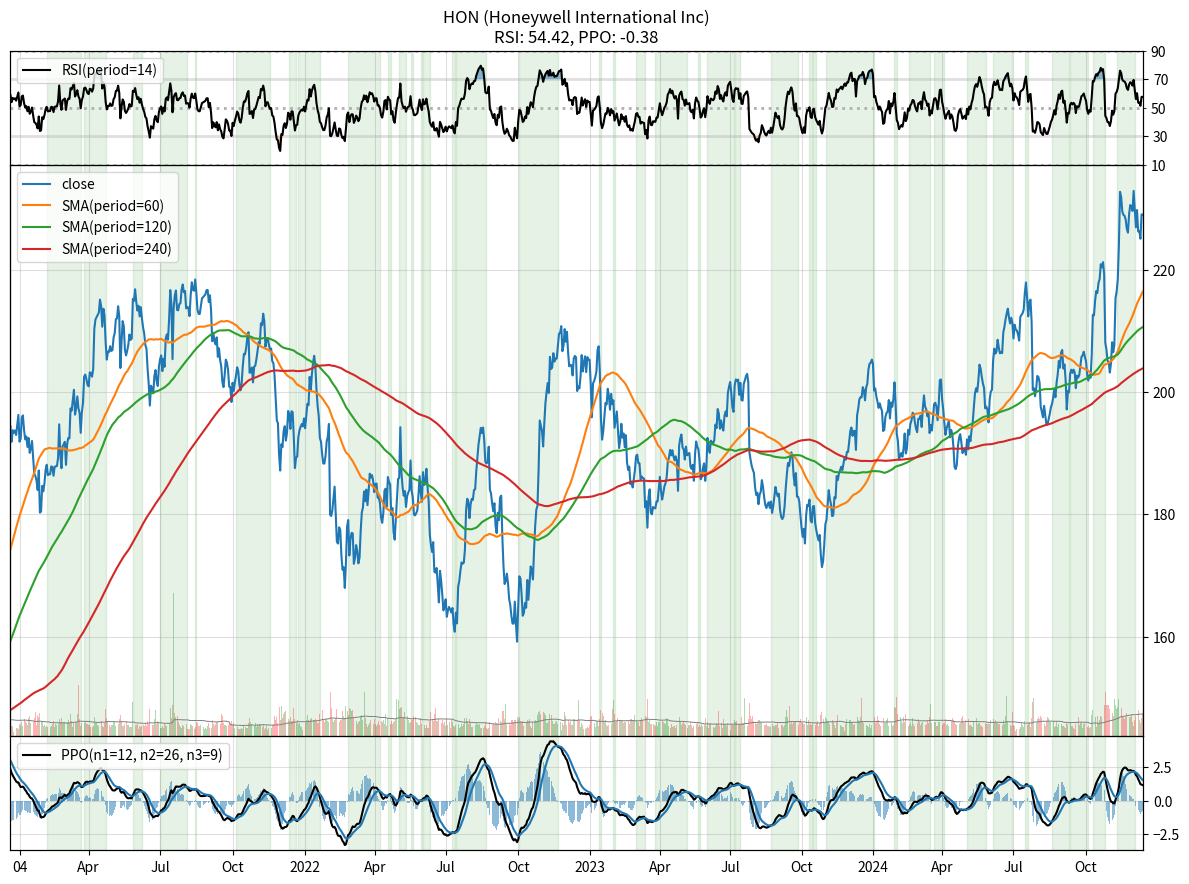 HON (Honeywell International Inc)
RSI: 54.42, PPO: -0.38
RSI(period=14)
90
70
50
30
10
close
SMA(period=60)
SMA(period=120)
SMA(period=240)
220
200
180
160
PPO(n1=12, n2=26, n3=9)
2.5
0.0
−2.5
04 Apr Jul Oct 2022 Apr Jul Oct 2023 Apr Jul Oct 2024 Apr Jul Oct